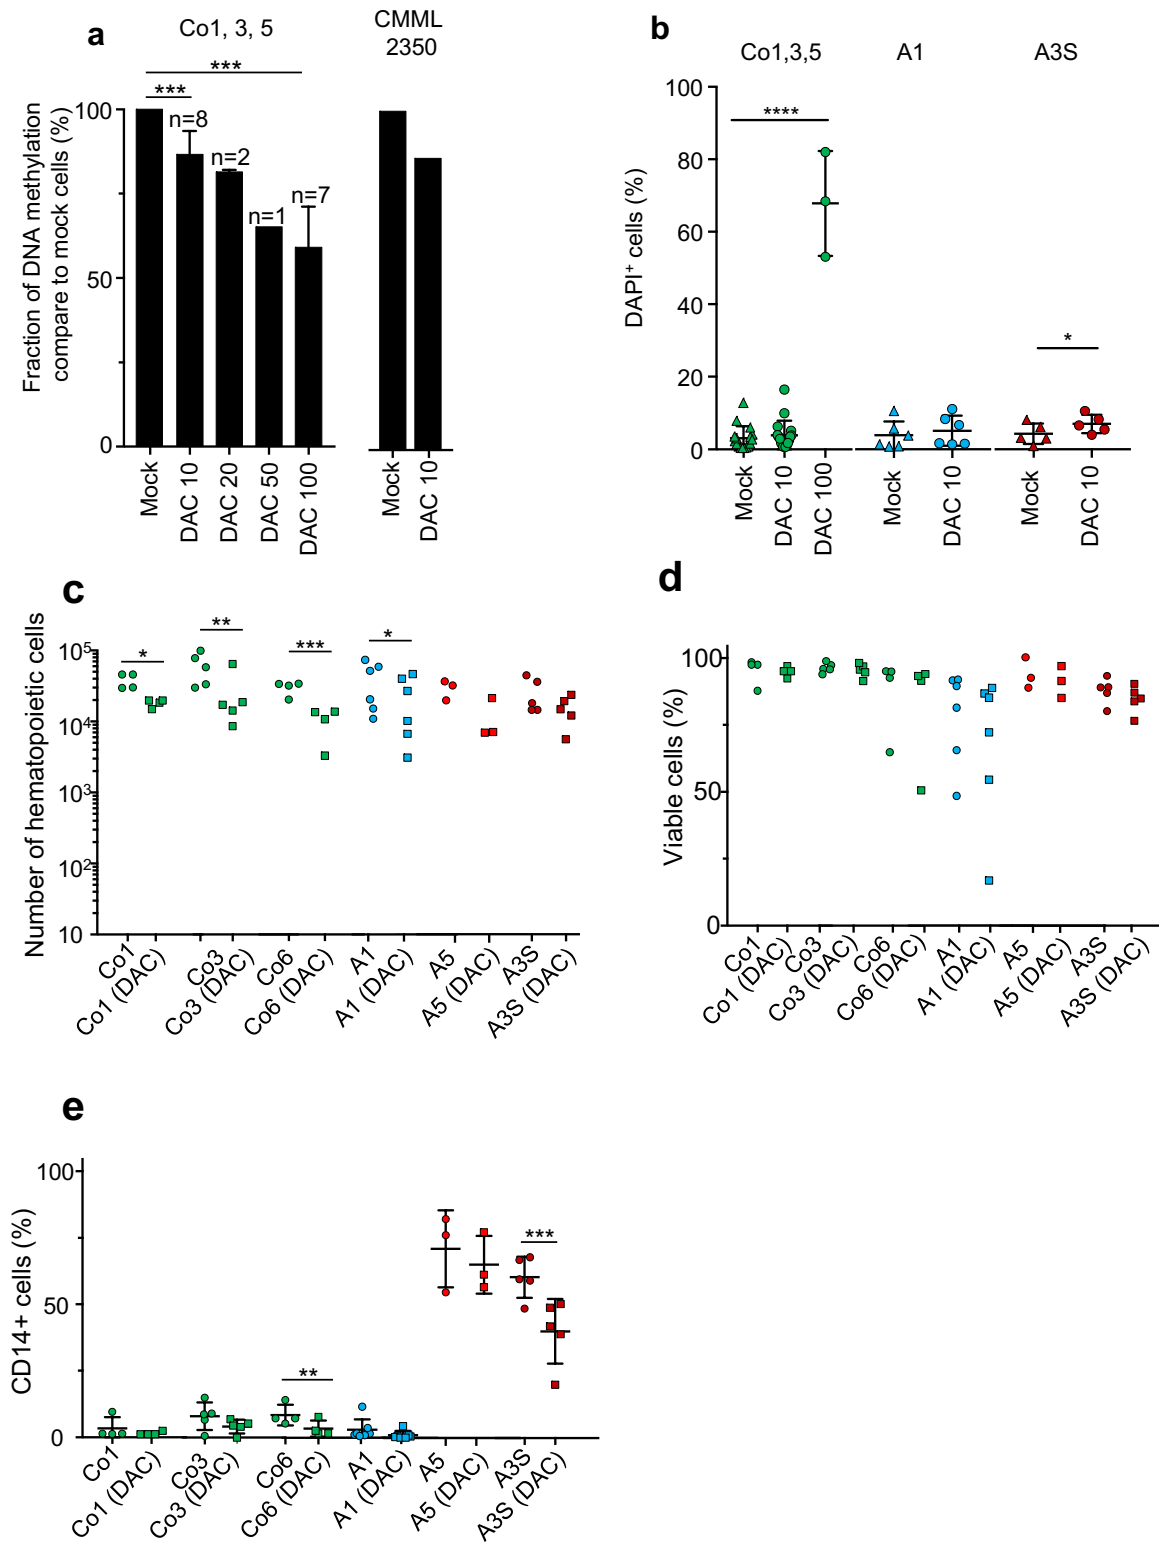 a
Co1, 3, 5
CMML
2350
***
***
n=8
n=2
n=1
n=7
Fraction of DNA methylation
compare to mock cells (%)
100
50
0
Mock
DAC 10
DAC 20
DAC 50
DAC 100
Mock
DAC 10
b
Co1,3,5
A1
A3S
****
*
DAPI⁺ cells (%)
100
80
60
40
20
0
Mock
DAC 10
DAC 100
Mock
DAC 10
Mock
DAC 10
c
Number of hematopoietic cells
*
**
***
*
10⁵
10⁴
10³
10²
10
Co1
Co1 (DAC)
Co3
Co3 (DAC)
Co6
Co6 (DAC)
A1
A1 (DAC)
A5
A5 (DAC)
A3S
A3S (DAC)
d
Viable cells (%)
100
50
0
Co1
Co1 (DAC)
Co3
Co3 (DAC)
Co6
Co6 (DAC)
A1
A1 (DAC)
A5
A5 (DAC)
A3S
A3S (DAC)
e
CD14+ cells (%)
100
50
0
**
***
Co1
Co1 (DAC)
Co3
Co3 (DAC)
Co6
Co6 (DAC)
A1
A1 (DAC)
A5
A5 (DAC)
A3S
A3S (DAC)